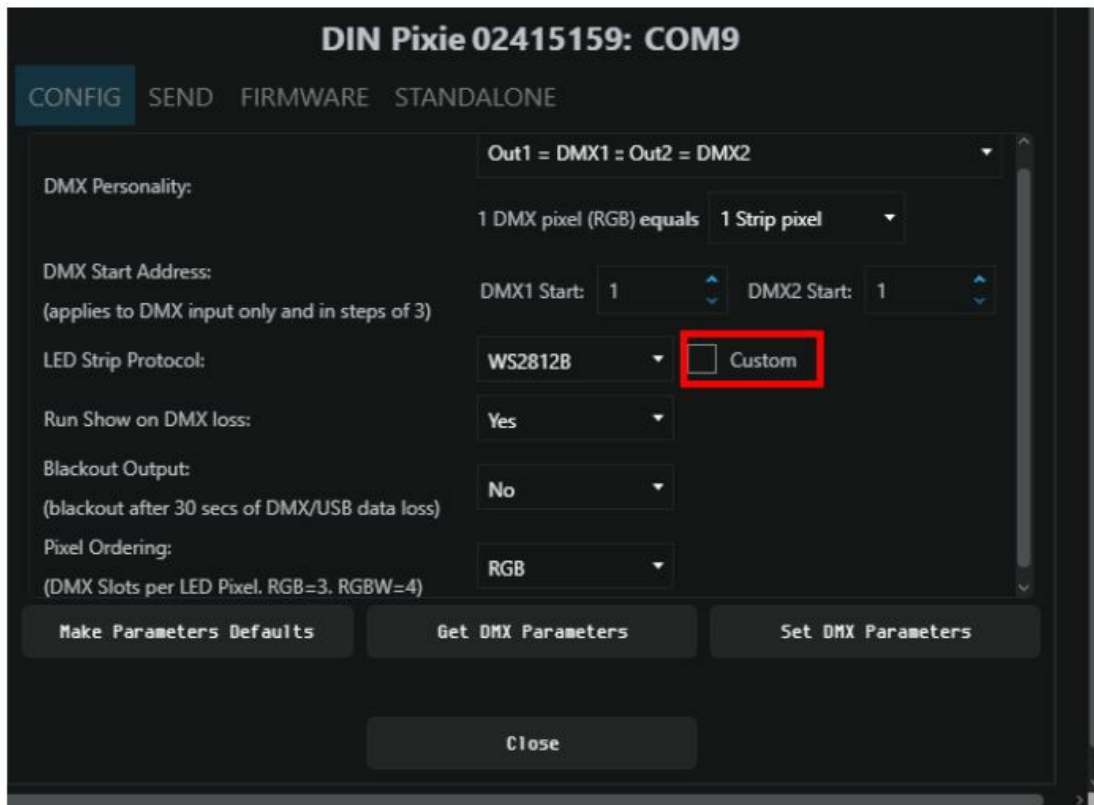 DIN Pixie 02415159: COM9
CONFIG SEND FIRMWARE STANDALONE
Out1 = DMX1 :: Out2 = DMX2
DMX Personality:
1 DMX pixel (RGB) equals 1 Strip pixel
DMX Start Address:
(applies to DMX input only and in steps of 3)
DMX1 Start: 1 DMX2 Start: 1
LED Strip Protocol: WS2812B Custom
Run Show on DMX loss: Yes
Blackout Output:
(blackout after 30 secs of DMX/USB data loss)
No
Pixel Ordering:
(DMX Slots per LED Pixel. RGB=3. RGBW=4)
RGB
Make Parameters Defaults Get DMX Parameters Set DMX Parameters
Close